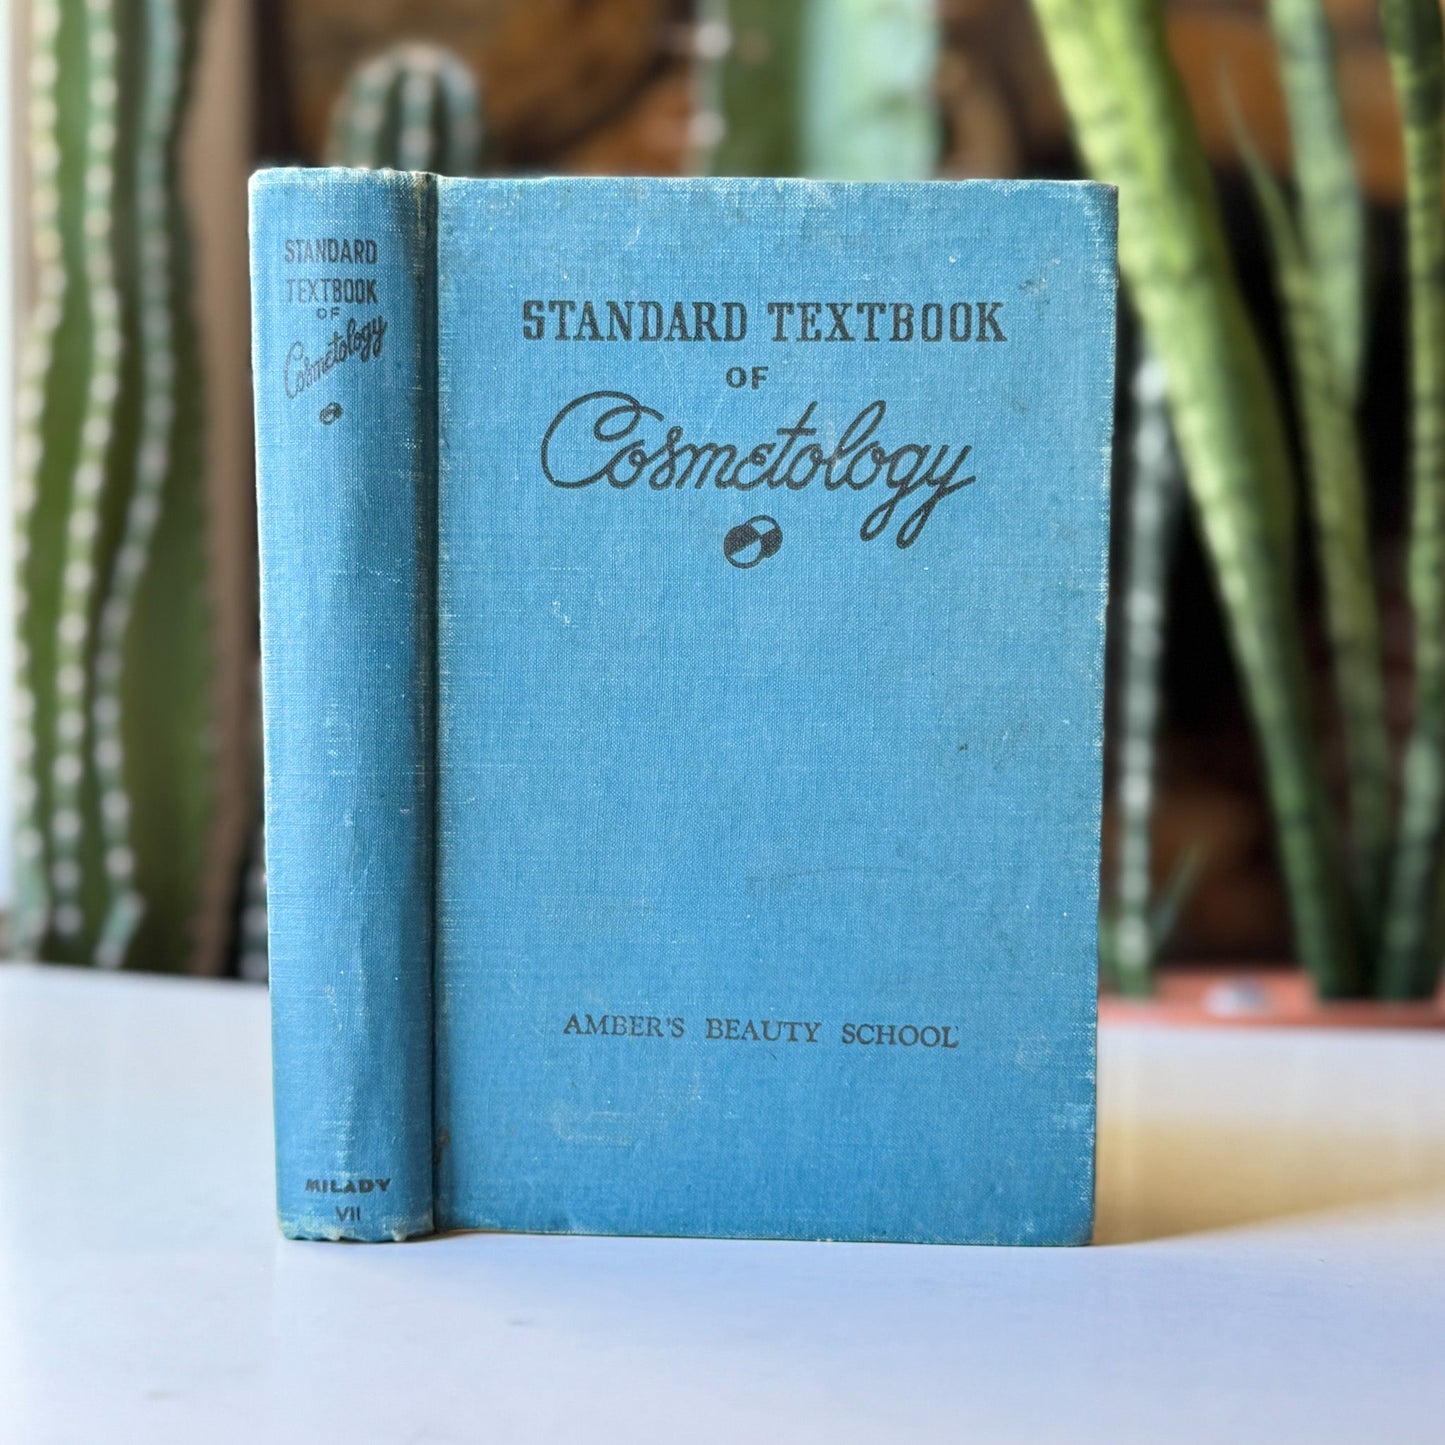 STANDARD
TEXTBOOK
OF
Cosmetology
MILADY
VII
STANDARD TEXTBOOK
OF
Cosmetology
AMBER'S BEAUTY SCHOOL